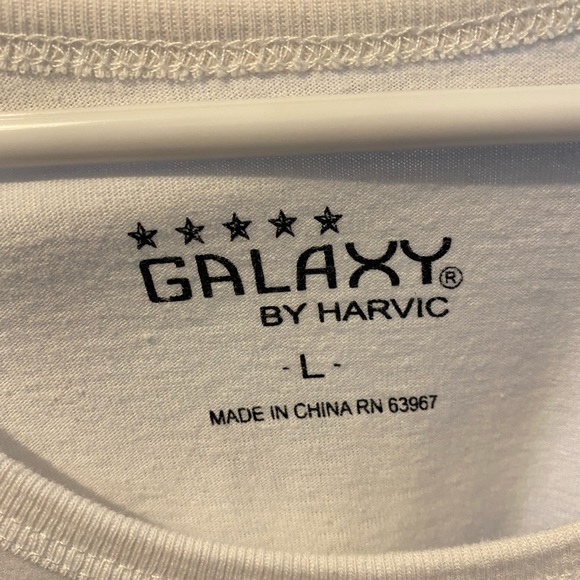 GALAXY®
BY HARVIC
- L -
MADE IN CHINA RN 63967